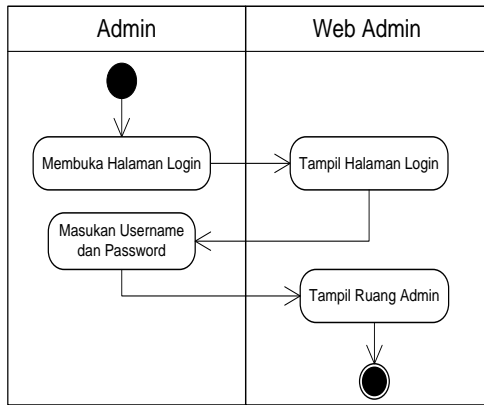 Admin
Web Admin
Membuka Halaman Login
Tampil Halaman Login
Masukan Username
dan Password
Tampil Ruang Admin